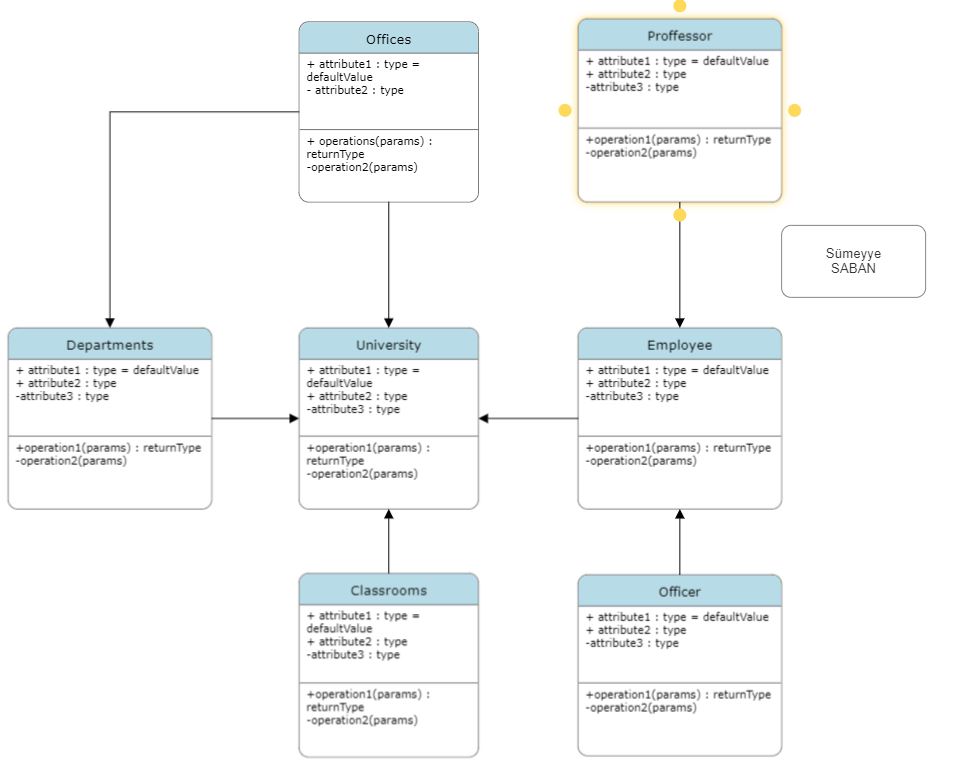 Offices
+ attribute1 : type =
defaultValue
- attribute2 : type
+ operations(params) :
returnType
-operation2(params)
Proffessor
+ attribute1 : type = defaultValue
+ attribute2 : type
-attribute3 : type
+operation1(params) : returnType
-operation2(params)
Sümeyye
SABAN
Departments
+ attribute1 : type = defaultValue
+ attribute2 : type
-attribute3 : type
+operation1(params) : returnType
-operation2(params)
University
+ attribute1 : type =
defaultValue
+ attribute2 : type
-attribute3 : type
+operation1(params) :
returnType
-operation2(params)
Employee
+ attribute1 : type = defaultValue
+ attribute2 : type
-attribute3 : type
+operation1(params) : returnType
-operation2(params)
Classrooms
+ attribute1 : type =
defaultValue
+ attribute2 : type
-attribute3 : type
+operation1(params) :
returnType
-operation2(params)
Officer
+ attribute1 : type = defaultValue
+ attribute2 : type
-attribute3 : type
+operation1(params) : returnType
-operation2(params)